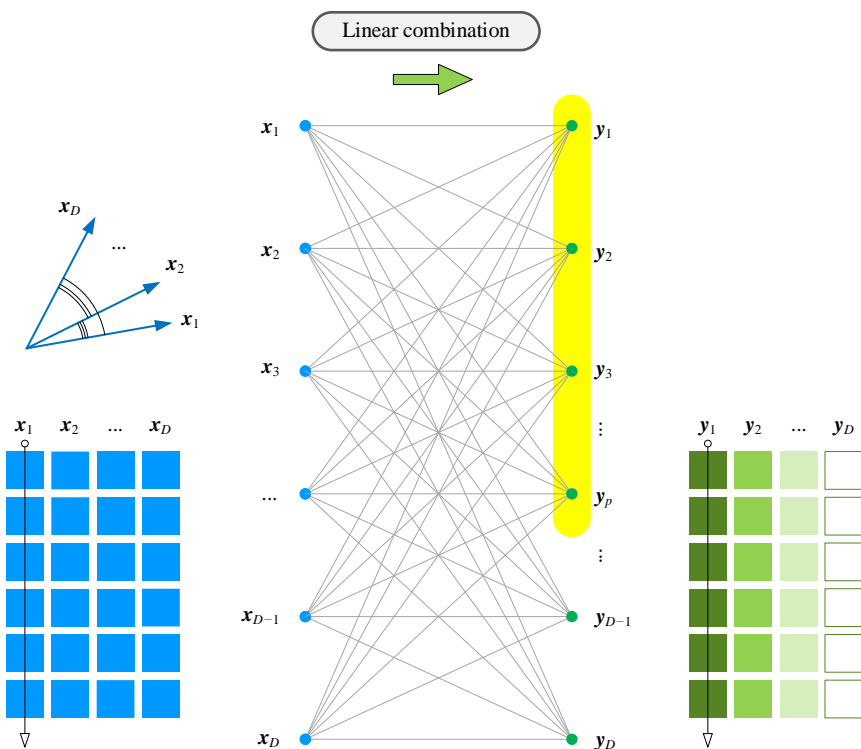 Linear combination
x1
x2
x3
...
xD−1
xD
y1
y2
y3
⋮
yp
⋮
yD−1
yD
xD
...
x2
x1
x1 x2 ... xD
y1 y2 ... yD